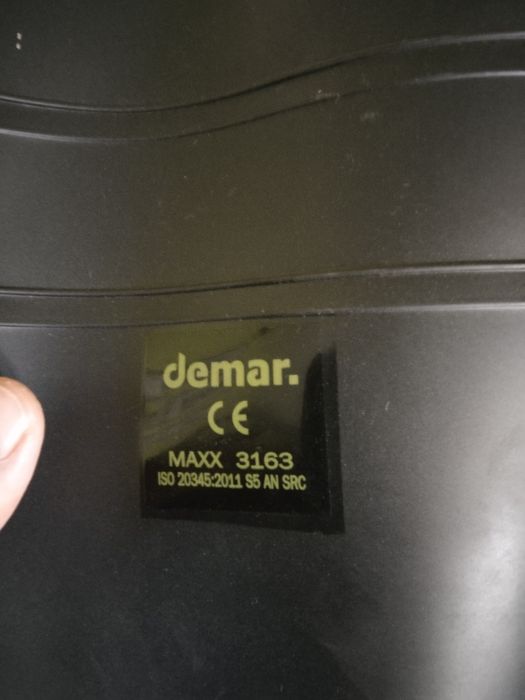 demar.
CE
MAXX 3163
ISO 20345:2011 S5 AN SRC